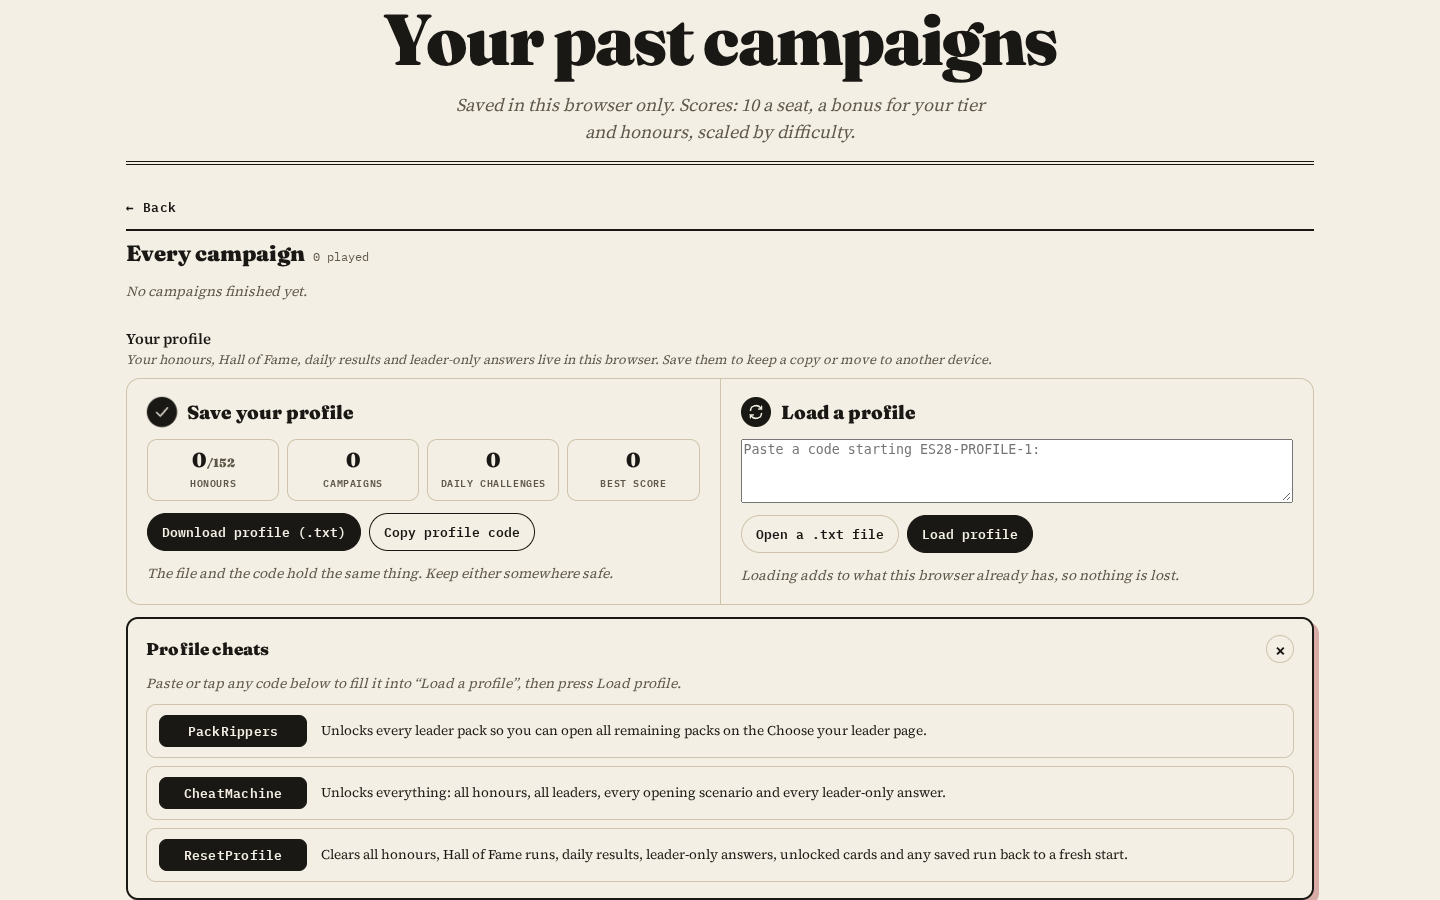 Your past campaigns
Saved in this browser only. Scores: 10 a seat, a bonus for your tier
and honours, scaled by difficulty.
← Back
Every campaign 0 played
No campaigns finished yet.
Your profile
Your honours, Hall of Fame, daily results and leader-only answers live in this browser. Save them to keep a copy or move to another device.
Save your profile
0/152
HONOURS
0
CAMPAIGNS
0
DAILY CHALLENGES
0
BEST SCORE
Download profile (.txt)
Copy profile code
The file and the code hold the same thing. Keep either somewhere safe.
Load a profile
Paste a code starting ES28-PROFILE-1:
Open a .txt file
Load profile
Loading adds to what this browser already has, so nothing is lost.
Profile cheats
×
Paste or tap any code below to fill it into “Load a profile”, then press Load profile.
PackRippers
Unlocks every leader pack so you can open all remaining packs on the Choose your leader page.
CheatMachine
Unlocks everything: all honours, all leaders, every opening scenario and every leader-only answer.
ResetProfile
Clears all honours, Hall of Fame runs, daily results, leader-only answers, unlocked cards and any saved run back to a fresh start.